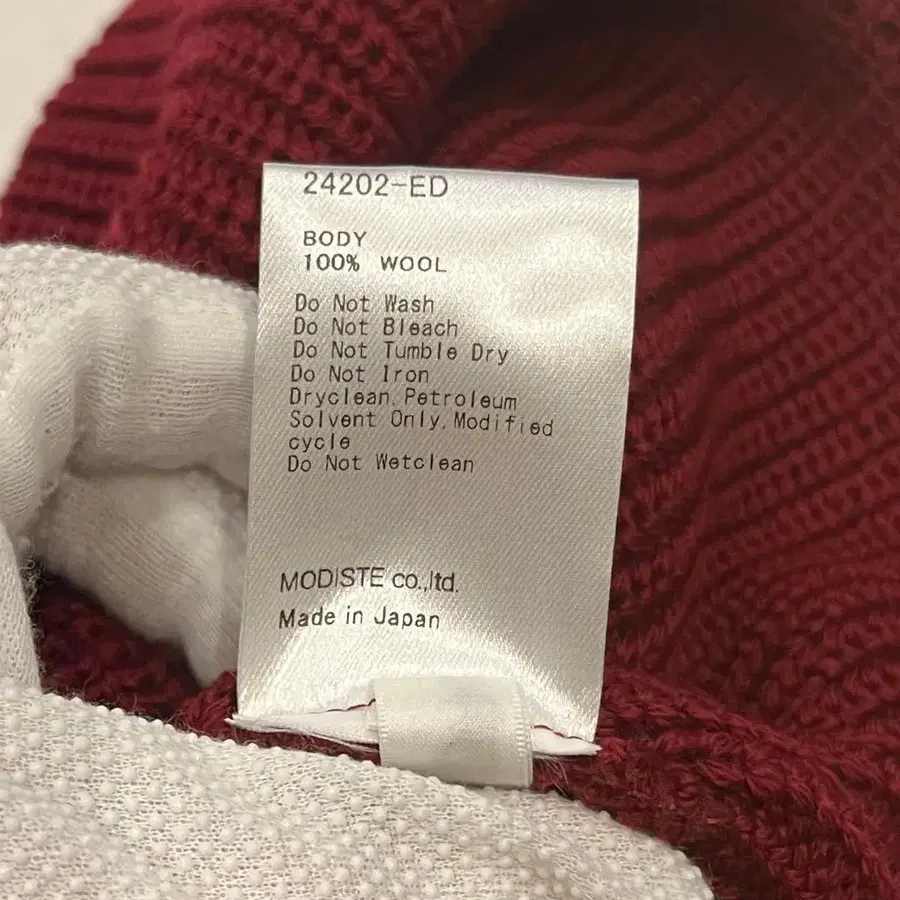 24202-ED
BODY
100% WOOL
Do Not Wash
Do Not Bleach
Do Not Tumble Dry
Do Not Iron
Dryclean,Petroleum
Solvent Only,Modified
cycle
Do Not Wetclean
MODISTE co.,ltd.
Made in Japan